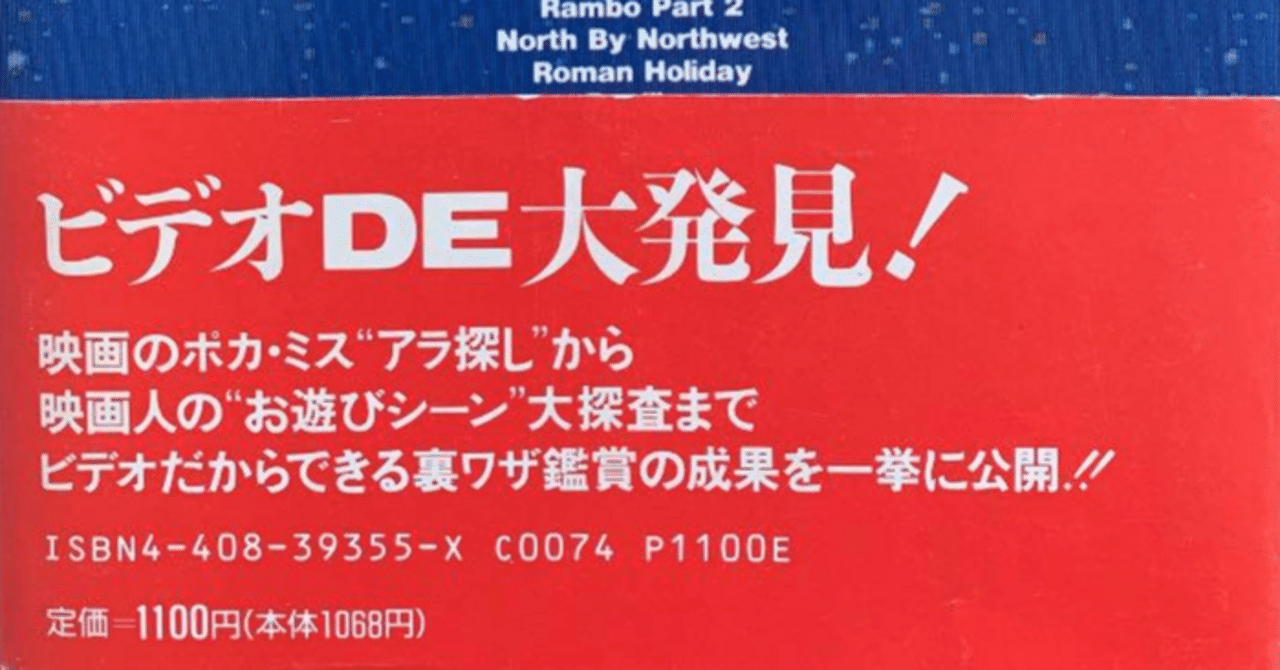 Rambo Part 2
North By Northwest
Roman Holiday
ビデオDE大発見!
映画のポカ・ミス“アラ探し”から
映画人の“お遊びシーン”大探査まで
ビデオだからできる裏ワザ鑑賞の成果を一挙に公開!!
ISBN4-408-39355-X C0074 P1100E
定価=1100円(本体1068円)